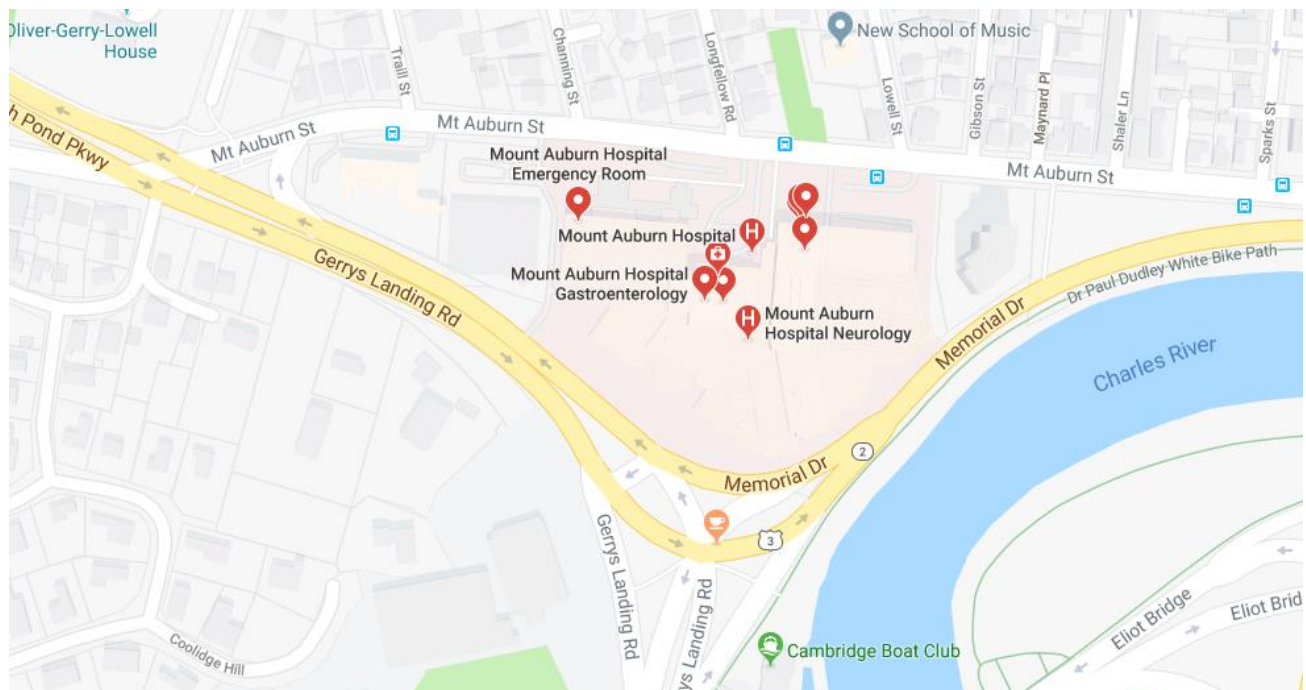 Oliver-Gerry-Lowell
House
Traill St
Channing St
Longfellow Rd
New School of Music
Lowell St
Gibson St
Maynard Pl
Shaler Ln
Sparks St
Pond Pkwy
Mt Auburn St
Mt Auburn St
Mt Auburn St
Mount Auburn Hospital
Emergency Room
Mount Auburn Hospital
H
Mount Auburn Hospital
Gastroenterology
H
Mount Auburn
Hospital Neurology
Gerrys Landing Rd
Memorial Dr
Dr Paul Dudley White Bike Path
Charles River
2
Memorial Dr
3
Gerrys Landing Rd
Gerrys Landing Rd
Coolidge Hill
Cambridge Boat Club
Eliot Bridge
Eliot Brid